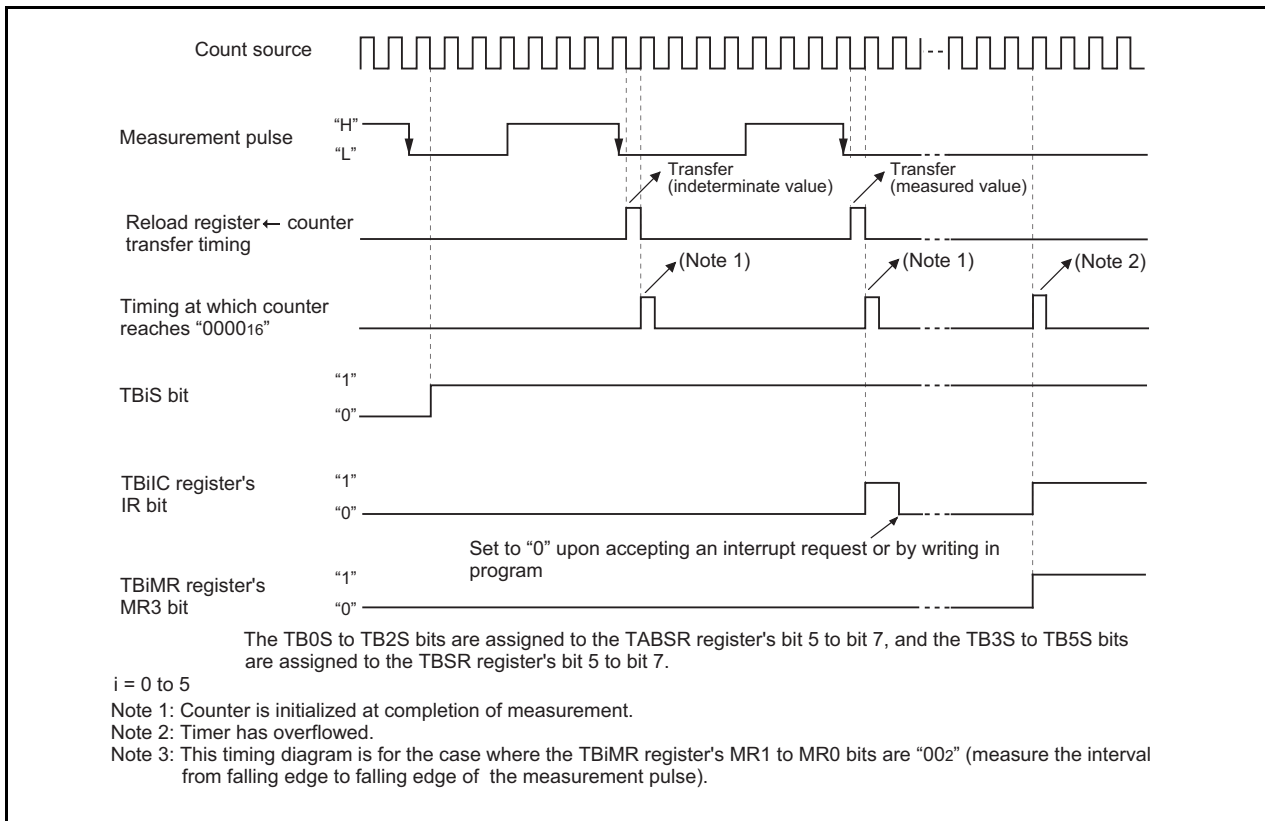 Count source
Measurement pulse
“H”
“L”
Transfer
(indeterminate value)
Transfer
(measured value)
Reload register ← counter
transfer timing
(Note 1)
(Note 1)
(Note 2)
Timing at which counter
reaches “000016”
TBiS bit
“1”
“0”
TBiIC register's
IR bit
“1”
“0”
Set to “0” upon accepting an interrupt request or by writing in
program
TBiMR register's
MR3 bit
“1”
“0”
The TB0S to TB2S bits are assigned to the TABSR register's bit 5 to bit 7, and the TB3S to TB5S bits
are assigned to the TBSR register's bit 5 to bit 7.
i = 0 to 5
Note 1: Counter is initialized at completion of measurement.
Note 2: Timer has overflowed.
Note 3: This timing diagram is for the case where the TBiMR register's MR1 to MR0 bits are “002” (measure the interval
from falling edge to falling edge of the measurement pulse).